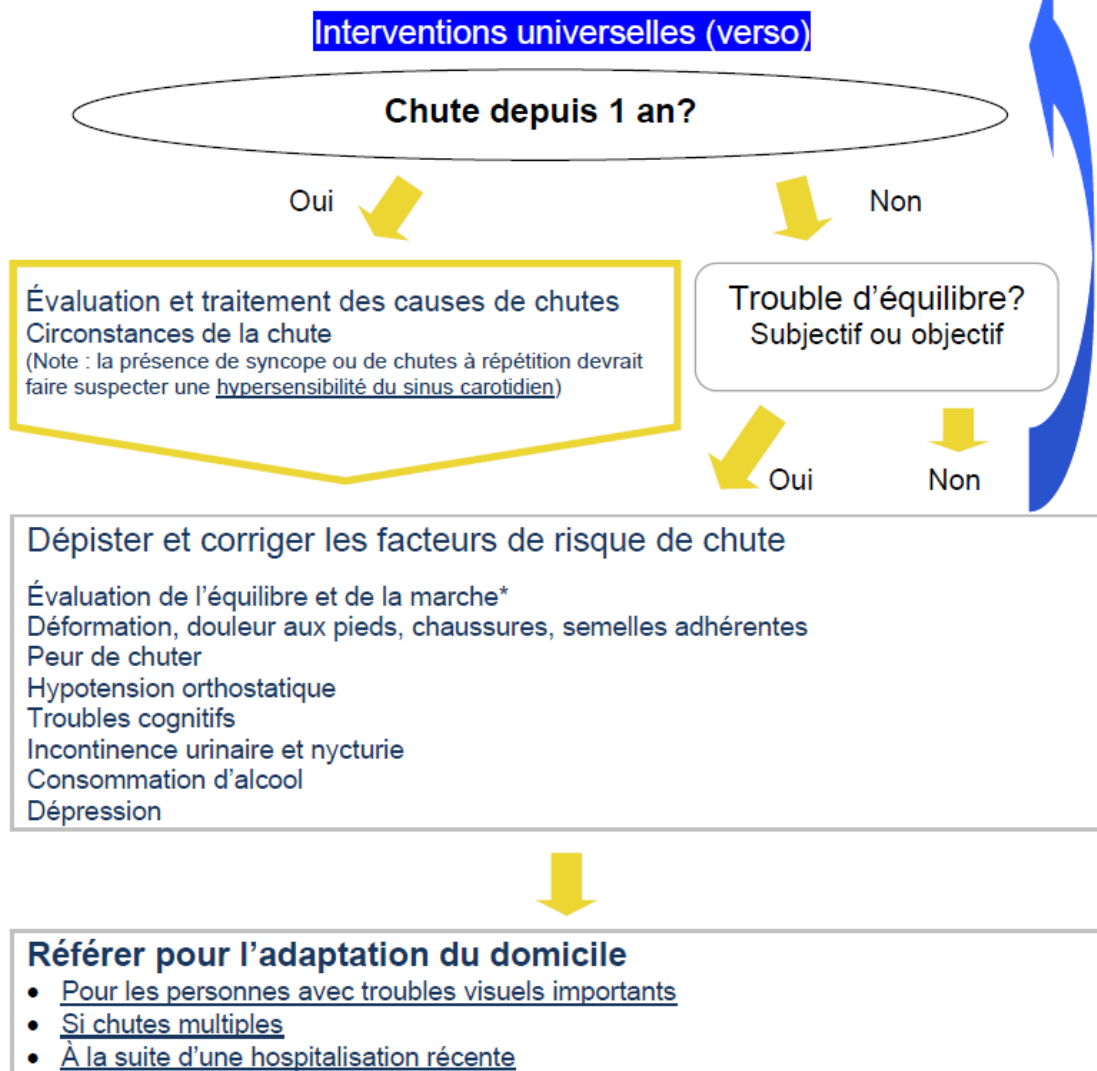 Interventions universelles (verso)
Chute depuis 1 an?
Oui
Non
Évaluation et traitement des causes de chutes
Circonstances de la chute
(Note : la présence de syncope ou de chutes à répétition devrait
faire suspecter une hypersensibilité du sinus carotidien)
Trouble d'équilibre?
Subjectif ou objectif
Oui
Non
Dépister et corriger les facteurs de risque de chute
Évaluation de l'équilibre et de la marche*
Déformation, douleur aux pieds, chaussures, semelles adhérentes
Peur de chuter
Hypotension orthostatique
Troubles cognitifs
Incontinence urinaire et nycturie
Consommation d'alcool
Dépression
Référer pour l'adaptation du domicile
• Pour les personnes avec troubles visuels importants
• Si chutes multiples
• À la suite d'une hospitalisation récente